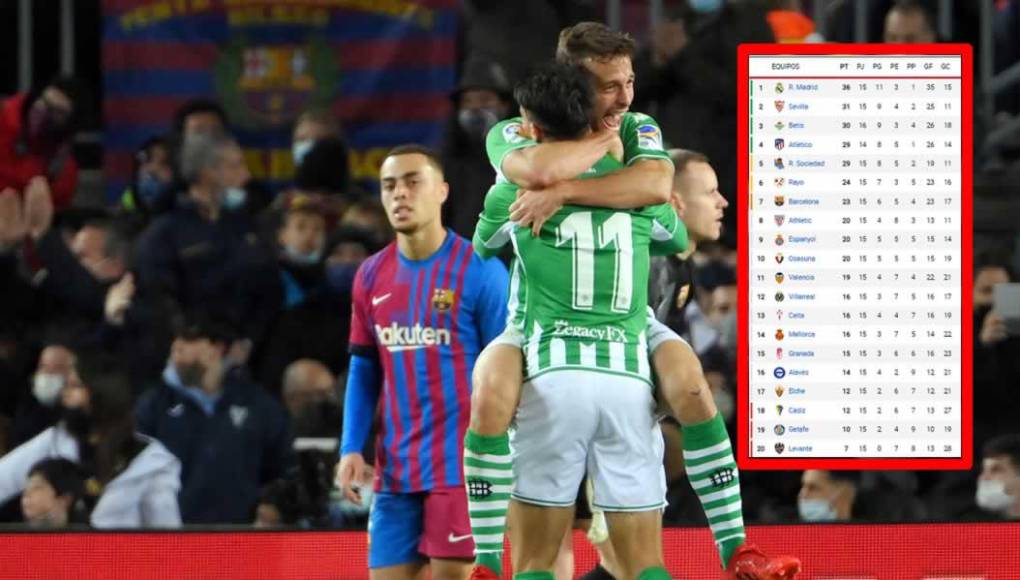 EQUIPOS PT PJ PG PE PP GF GC
1 R. Madrid 36 15 11 3 1 35 15
2 Sevilla 31 15 9 4 2 25 11
3 Betis 30 16 9 3 4 26 18
4 Atlético 29 14 8 5 1 26 14
5 R. Sociedad 29 15 8 5 2 19 11
6 Rayo 24 15 7 3 5 23 16
7 Barcelona 23 15 6 5 4 23 17
8 Athletic 20 15 4 8 3 13 11
9 Espanyol 20 15 5 5 5 15 14
10 Osasuna 20 15 5 5 5 15 19
11 Valencia 19 15 4 7 4 22 21
12 Villarreal 16 15 3 7 5 16 17
13 Celta 16 15 4 4 7 16 19
14 Mallorca 16 15 3 7 5 14 22
15 Granada 15 15 3 6 6 16 23
16 Alavés 14 15 4 2 9 12 21
17 Elche 12 15 2 6 7 12 21
18 Cádiz 12 15 2 6 7 13 27
19 Getafe 10 15 2 4 9 10 19
20 Levante 7 15 0 7 8 13 28
11
ZegacyFX
Rakuten